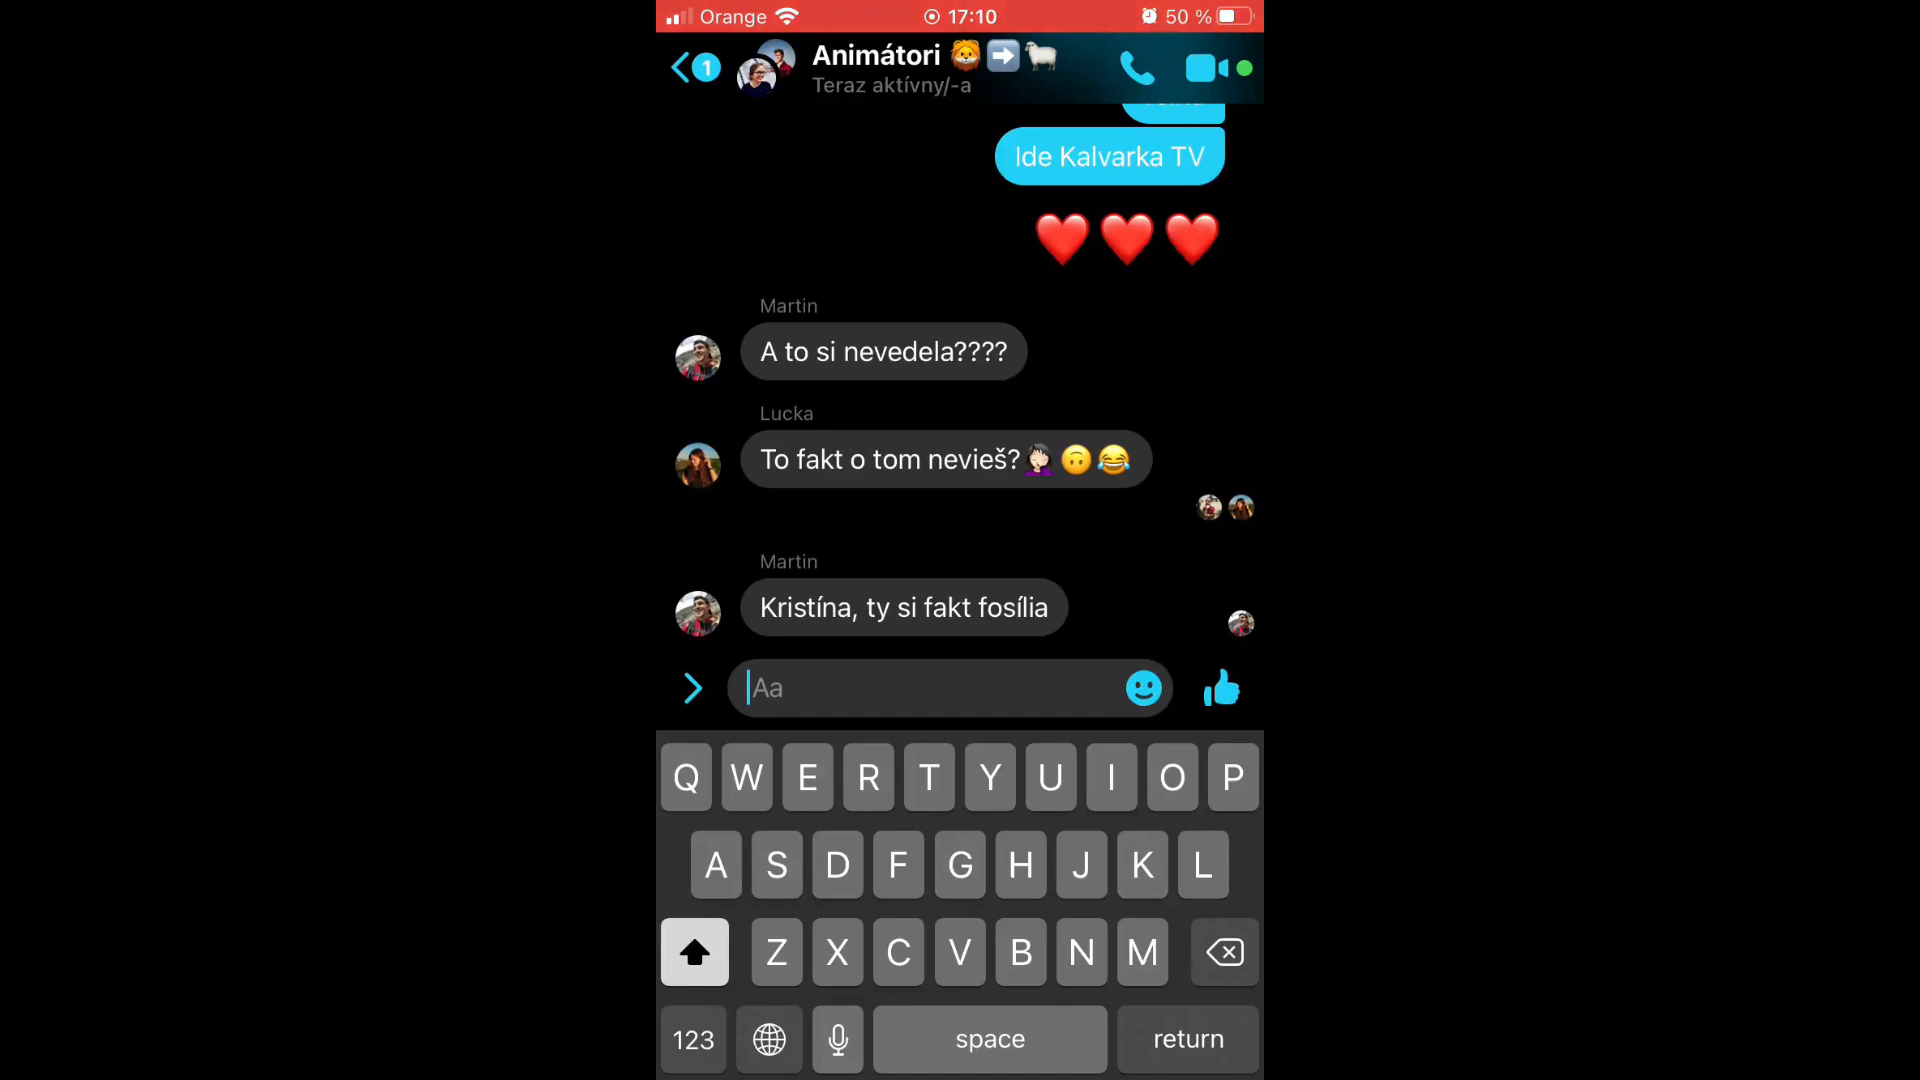 Orange 17:10 50 %
1
Animátori 🦁➡️🐑
Teraz aktívny/-a
Ide Kalvarka TV
❤️❤️❤️
Martin
A to si nevedela????
Lucka
To fakt o tom nevieš?🤦🏻‍♀️🙃😂
Martin
Kristína, ty si fakt fosília
Aa
Q W E R T Y U I O P
A S D F G H J K L
Z X C V B N M
123 space return